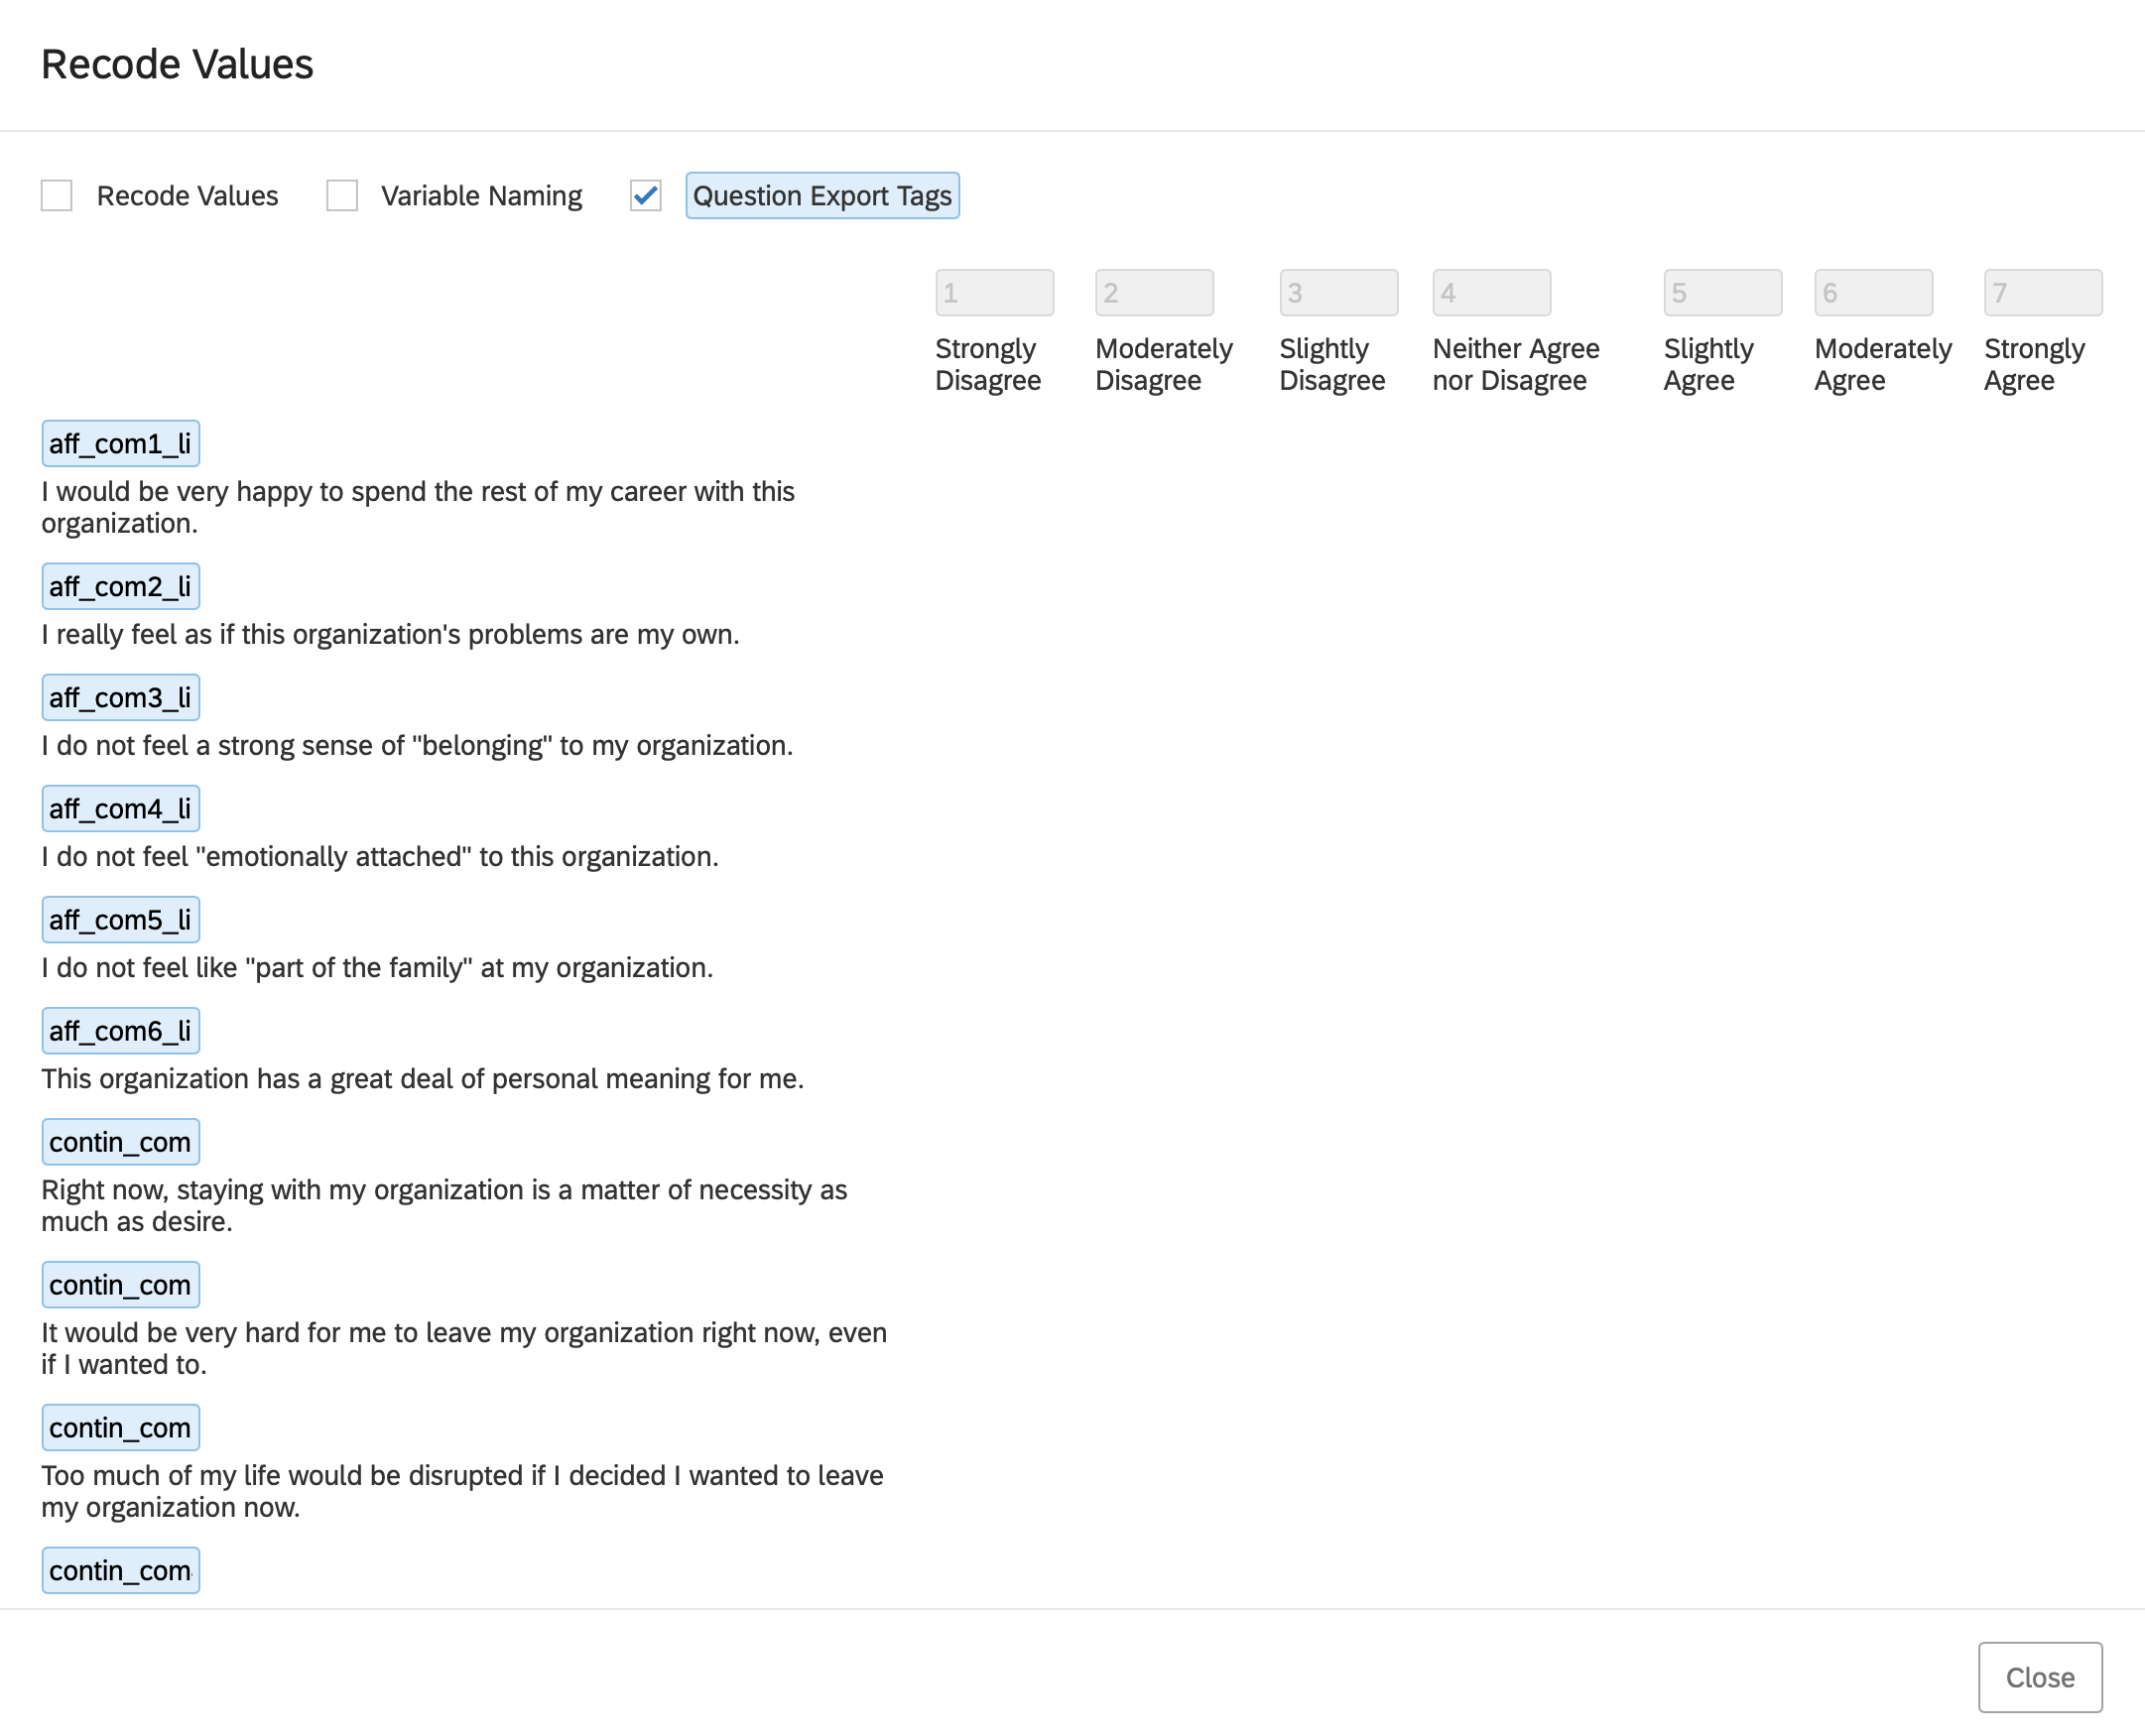 Recode Values
Recode Values
Variable Naming
Question Export Tags
1
2
3
4
5
6
7
Strongly
Disagree
Moderately
Disagree
Slightly
Disagree
Neither Agree
nor Disagree
Slightly
Agree
Moderately
Agree
Strongly
Agree
aff_com1_li
I would be very happy to spend the rest of my career with this
organization.
aff_com2_li
I really feel as if this organization's problems are my own.
aff_com3_li
I do not feel a strong sense of "belonging" to my organization.
aff_com4_li
I do not feel "emotionally attached" to this organization.
aff_com5_li
I do not feel like "part of the family" at my organization.
aff_com6_li
This organization has a great deal of personal meaning for me.
contin_com
Right now, staying with my organization is a matter of necessity as
much as desire.
contin_com
It would be very hard for me to leave my organization right now, even
if I wanted to.
contin_com
Too much of my life would be disrupted if I decided I wanted to leave
my organization now.
contin_com
Close